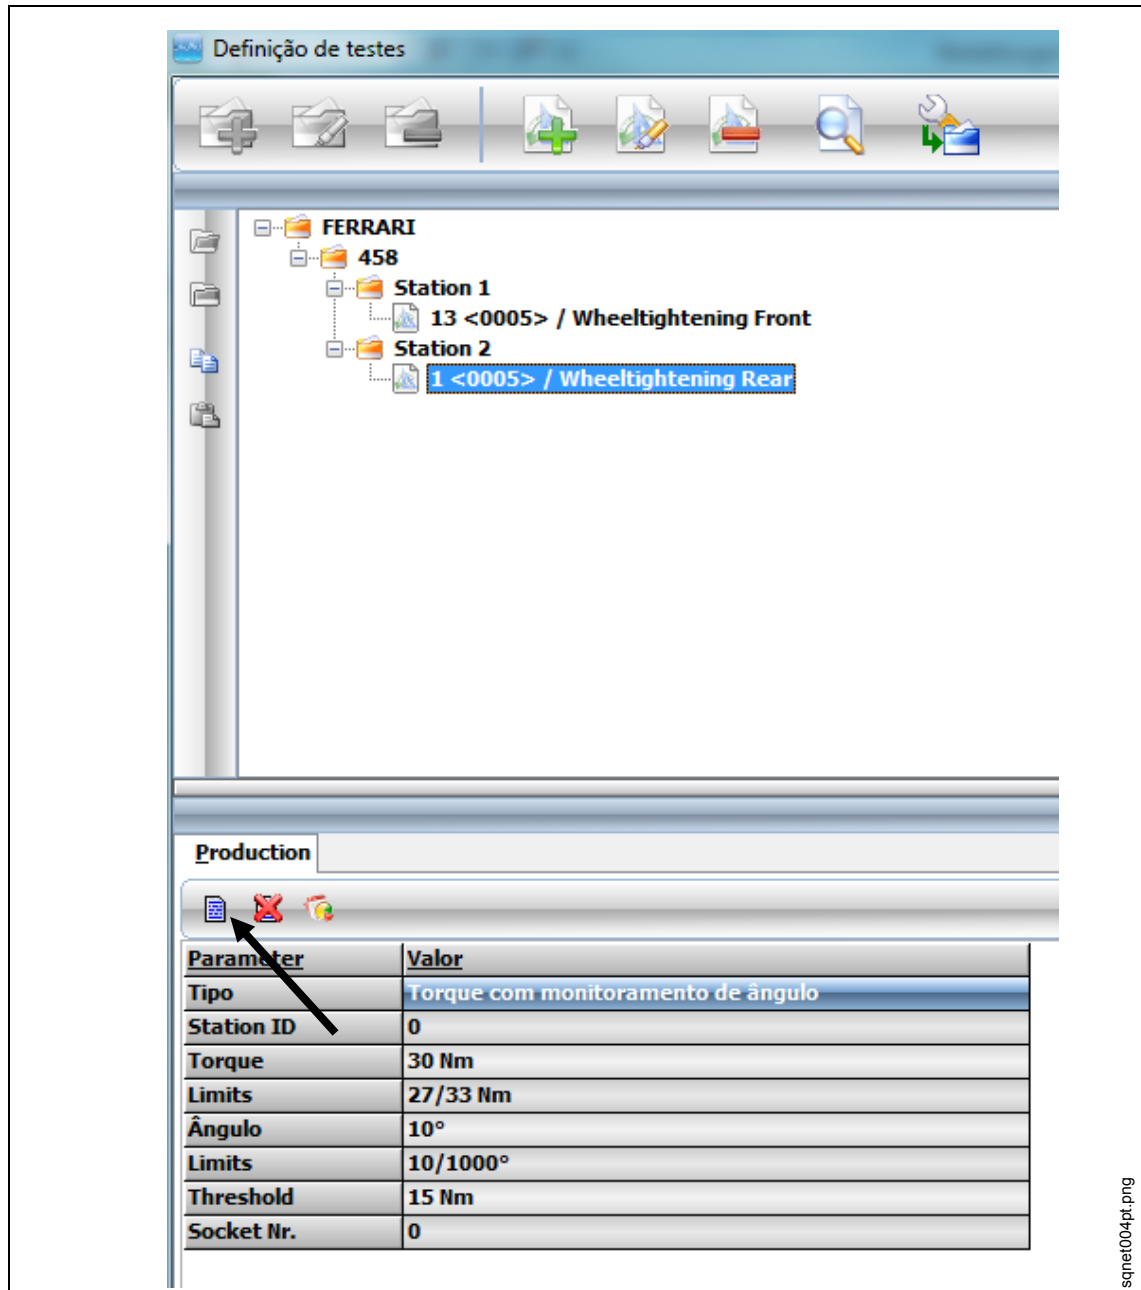 Definição de testes
FERRARI
458
Station 1
13 <0005> / Wheeltightening Front
Station 2
1 <0005> / Wheeltightening Rear
Production
Parameter Valor
Tipo Torque com monitoramento de ângulo
Station ID 0
Torque 30 Nm
Limits 27/33 Nm
Ângulo 10°
Limits 10/1000°
Threshold 15 Nm
Socket Nr. 0
sqnet004pt.png